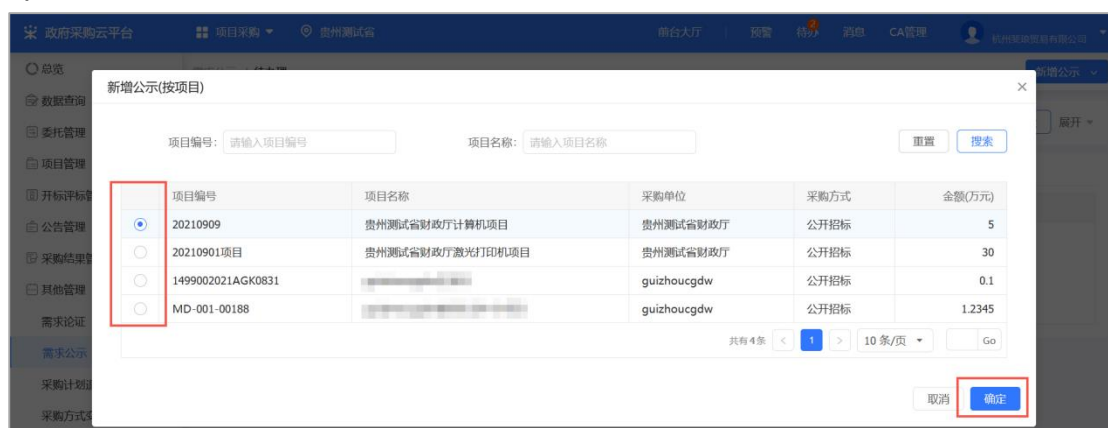 政府采购云平台 项目采购 贵州测试省 前台大厅 预警 待办 2 消息 CA管理
总览
新增公示
新增公示(按项目)
数据查询
展开
委托管理
项目编号： 请输入项目编号 项目名称： 请输入项目名称 重置 搜索
项目管理
开标评标
项目编号 项目名称 采购单位 采购方式 金额(万元)
公告管理
20210909 贵州测试省财政厅计算机项目 贵州测试省财政厅 公开招标 5
采购结果
20210901项目 贵州测试省财政厅激光打印机项目 贵州测试省财政厅 公开招标 30
1499002021AGK0831 guizhoucgdw 公开招标 0.1
其他管理
MD-001-00188 guizhoucgdw 公开招标 1.2345
需求论证
共有4条 < 1 > 10 条/页 Go
需求公示
采购计划
取消 确定
采购方式